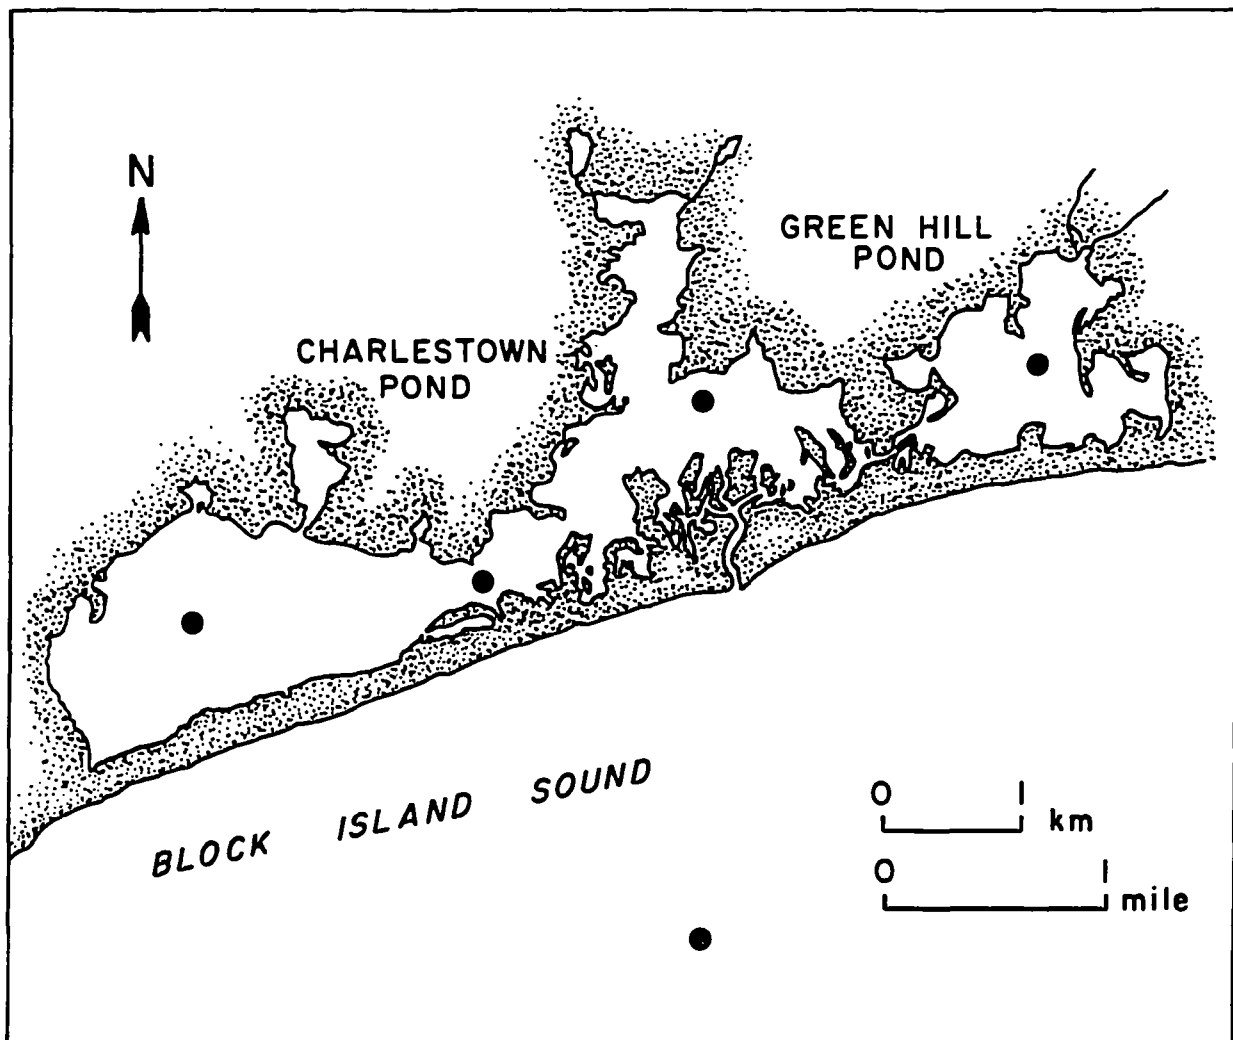 N
GREEN HILL
POND
CHARLESTOWN
POND
BLOCK ISLAND SOUND
0 1
km
0 1
mile